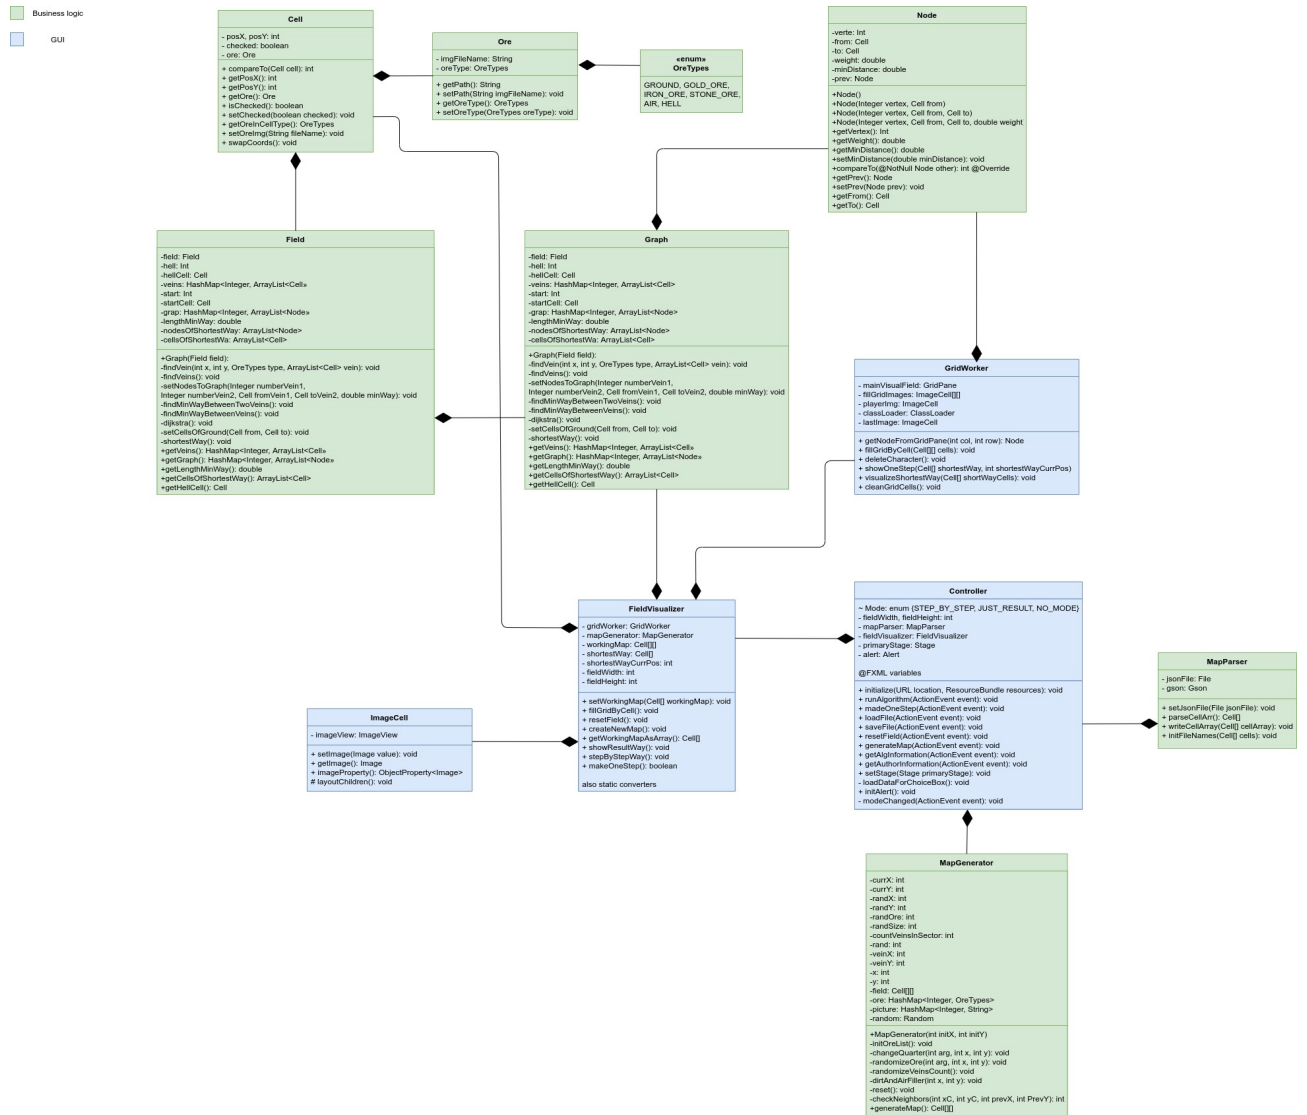 Business logic
GUI
Cell
- posX, posY: int
- checked: boolean
- ore: Ore
+ compareTo(Cell cell): int
+ getPosX(): int
+ getPosY(): int
+ getOre(): Ore
+ isChecked(): boolean
+ setChecked(boolean checked): void
+ getOreInCellType(): OreTypes
+ setOreImg(String fileName): void
+ swapCoords(): void
Ore
- imgFileName: String
- oreType: OreTypes
+ getPath(): String
+ setPath(String imgFileName): void
+ getOreType(): OreTypes
+ setOreType(OreTypes oreType): void
«enum»
OreTypes
GROUND, GOLD_ORE,
IRON_ORE, STONE_ORE,
AIR, HELL
Node
-verte: Int
-from: Cell
-to: Cell
-weight: double
-minDistance: double
-prev: Node
+Node()
+Node(Integer vertex, Cell from)
+Node(Integer vertex, Cell from, Cell to)
+Node(Integer vertex, Cell from, Cell to, double weight
+getVertex(): Int
+getWeight(): double
+getMinDistance(): double
+setMinDistance(double minDistance): void
+compareTo(@NotNull Node other): int @Override
+getPrev(): Node
+setPrev(Node prev): void
+getFrom(): Cell
+getTo(): Cell
Field
-field: Field
-hell: Int
-hellCell: Cell
-veins: HashMap<Integer, ArrayList<Cell»
-start: Int
-startCell: Cell
-grap: HashMap<Integer, ArrayList<Node»
-lengthMinWay: double
-nodesOfShortestWay: ArrayList<Node>
-cellsOfShortestWa: ArrayList<Cell>
+Graph(Field field):
-findVein(int x, int y, OreTypes type, ArrayList<Cell> vein): void
-findVeins(): void
-setNodesToGraph(Integer numberVein1,
Integer numberVein2, Cell fromVein1, Cell toVein2, double minWay): void
-findMinWayBetweenTwoVeins(): void
-findMinWayBetweenVeins(): void
-dijkstra(): void
-setCellsOfGround(Cell from, Cell to): void
-shortestWay(): void
+getVeins(): HashMap<Integer, ArrayList<Cell»
+getGraph(): HashMap<Integer, ArrayList<Node»
+getLengthMinWay(): double
+getCellsOfShortestWay(): ArrayList<Cell>
+getHellCell(): Cell
Graph
-field: Field
-hell: Int
-hellCell: Cell
-veins: HashMap<Integer, ArrayList<Cell>
-start: Int
-startCell: Cell
-grap: HashMap<Integer, ArrayList<Node>
-lengthMinWay: double
-nodesOfShortestWay: ArrayList<Node>
-cellsOfShortestWa: ArrayList<Cell>
+Graph(Field field):
-findVein(int x, int y, OreTypes type, ArrayList<Cell> vein): void
-findVeins(): void
-setNodesToGraph(Integer numberVein1,
Integer numberVein2, Cell fromVein1, Cell toVein2, double minWay): void
-findMinWayBetweenTwoVeins(): void
-findMinWayBetweenVeins(): void
-dijkstra(): void
-setCellsOfGround(Cell from, Cell to): void
-shortestWay(): void
+getVeins(): HashMap<Integer, ArrayList<Cell»
+getGraph(): HashMap<Integer, ArrayList<Node»
+getLengthMinWay(): double
+getCellsOfShortestWay(): ArrayList<Cell>
+getHellCell(): Cell
GridWorker
- mainVisualField: GridPane
- fillGridImages: ImageCell[][]
- playerImg: ImageCell
- classLoader: ClassLoader
- lastImage: ImageCell
+ getNodeFromGridPane(int col, int row): Node
+ fillGridByCell(Cell[][] cells): void
+ deleteCharacter(): void
+ showOneStep(Cell[] shortestWay, int shortestWayCurrPos)
+ visualizeShortestWay(Cell[] shortWayCells): void
+ cleanGridCells(): void
FieldVisualizer
- gridWorker: GridWorker
- mapGenerator: MapGenerator
- workingMap: Cell[][]
- shortestWay: Cell[]
- shortestWayCurrPos: int
- fieldWidth: int
- fieldHeight: int
+ setWorkingMap(Cell[] workingMap): void
+ fillGridByCell(): void
+ resetField(): void
+ createNewMap(): void
+ getWorkingMapAsArray(): Cell[]
+ showResultWay(): void
+ stepByStepWay(): void
+ makeOneStep(): boolean
also static converters
Controller
~ Mode: enum {STEP_BY_STEP, JUST_RESULT, NO_MODE}
- fieldWidth, fieldHeight: int
- mapParser: MapParser
- fieldVisualizer: FieldVisualizer
- primaryStage: Stage
- alert: Alert
@FXML variables
+ initialize(URL location, ResourceBundle resources): void
+ runAlgorithm(ActionEvent event): void
+ madeOneStep(ActionEvent event): void
+ loadFile(ActionEvent event): void
+ saveFile(ActionEvent event): void
+ resetField(ActionEvent event): void
+ generateMap(ActionEvent event): void
+ getAlgInformation(ActionEvent event): void
+ getAuthorInformation(ActionEvent event): void
+ setStage(Stage primaryStage): void
- loadDataForChoiceBox(): void
+ initAlert(): void
- modeChanged(ActionEvent event): void
MapParser
- jsonFile: File
- gson: Gson
+ setJsonFile(File jsonFile): void
+ parseCellArr: Cell[]
+ writeCellArray(Cell[] cellArray): void
+ initFileNames(Cell[] cells): void
ImageCell
- imageView: ImageView
+ setImage(Image value): void
+ getImage(): Image
+ imageProperty(): ObjectProperty<Image>
# layoutChildren(): void
MapGenerator
-currX: int
-currY: int
-randX: int
-randY: int
-randOre: int
-randSize: int
-countVeinsInSector: int
-rand: int
-veinX: int
-veinY: int
-x: int
-y: int
-field: Cell[][]
-ore: HashMap<Integer, OreTypes>
-picture: HashMap<Integer, String>
-random: Random
+MapGenerator(int initX, int initY)
-initOreList(): void
-changeQuarter(int arg, int x, int y): void
-randomizeOre(int arg, int x, int y): void
-randomizeVeinsCount(): void
-dirtAndAirFiller(int x, int y): void
-reset(): void
-checkNeighbors(int xC, int yC, int prevX, int PrevY): int
+generateMap(): Cell[][]